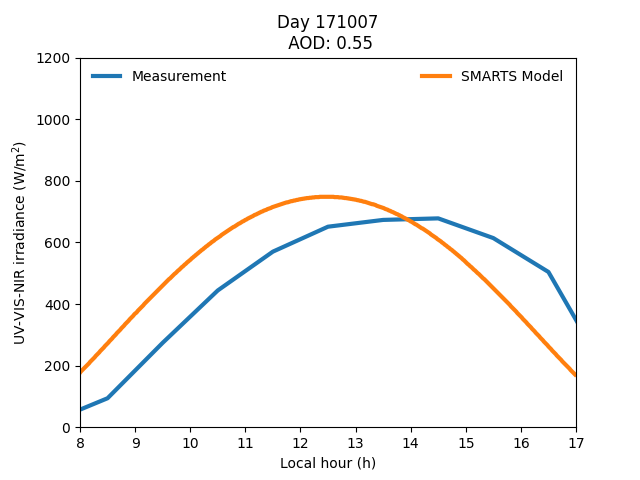 Day 171007
AOD: 0.55
Measurement
SMARTS Model
UV-VIS-NIR irradiance (W/m²)
1200
1000
800
600
400
200
0
8 9 10 11 12 13 14 15 16 17
Local hour (h)